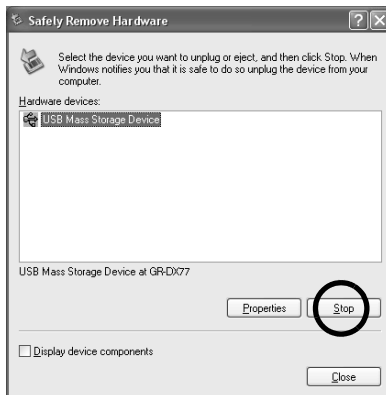 Safely Remove Hardware
Select the device you want to unplug or eject, and then click Stop. When
Windows notifies you that it is safe to do so unplug the device from your
computer.
Hardware devices:
USB Mass Storage Device
USB Mass Storage Device at GR-DX77
Properties
Stop
Display device components
Close